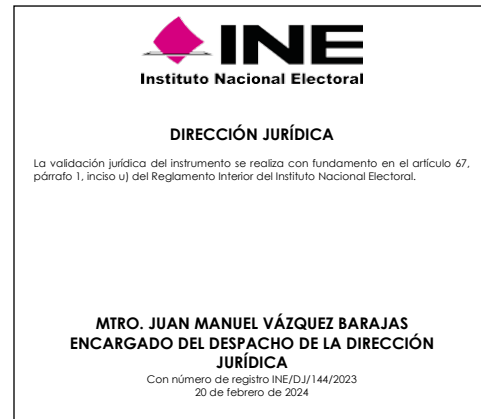 INE
Instituto Nacional Electoral
DIRECCIÓN JURÍDICA
La validación jurídica del instrumento se realiza con fundamento en el artículo 67,
párrafo 1, inciso u) del Reglamento Interior del Instituto Nacional Electoral.
MTRO. JUAN MANUEL VÁZQUEZ BARAJAS
ENCARGADO DEL DESPACHO DE LA DIRECCIÓN
JURÍDICA
Con número de registro INE/DJ/144/2023
20 de febrero de 2024